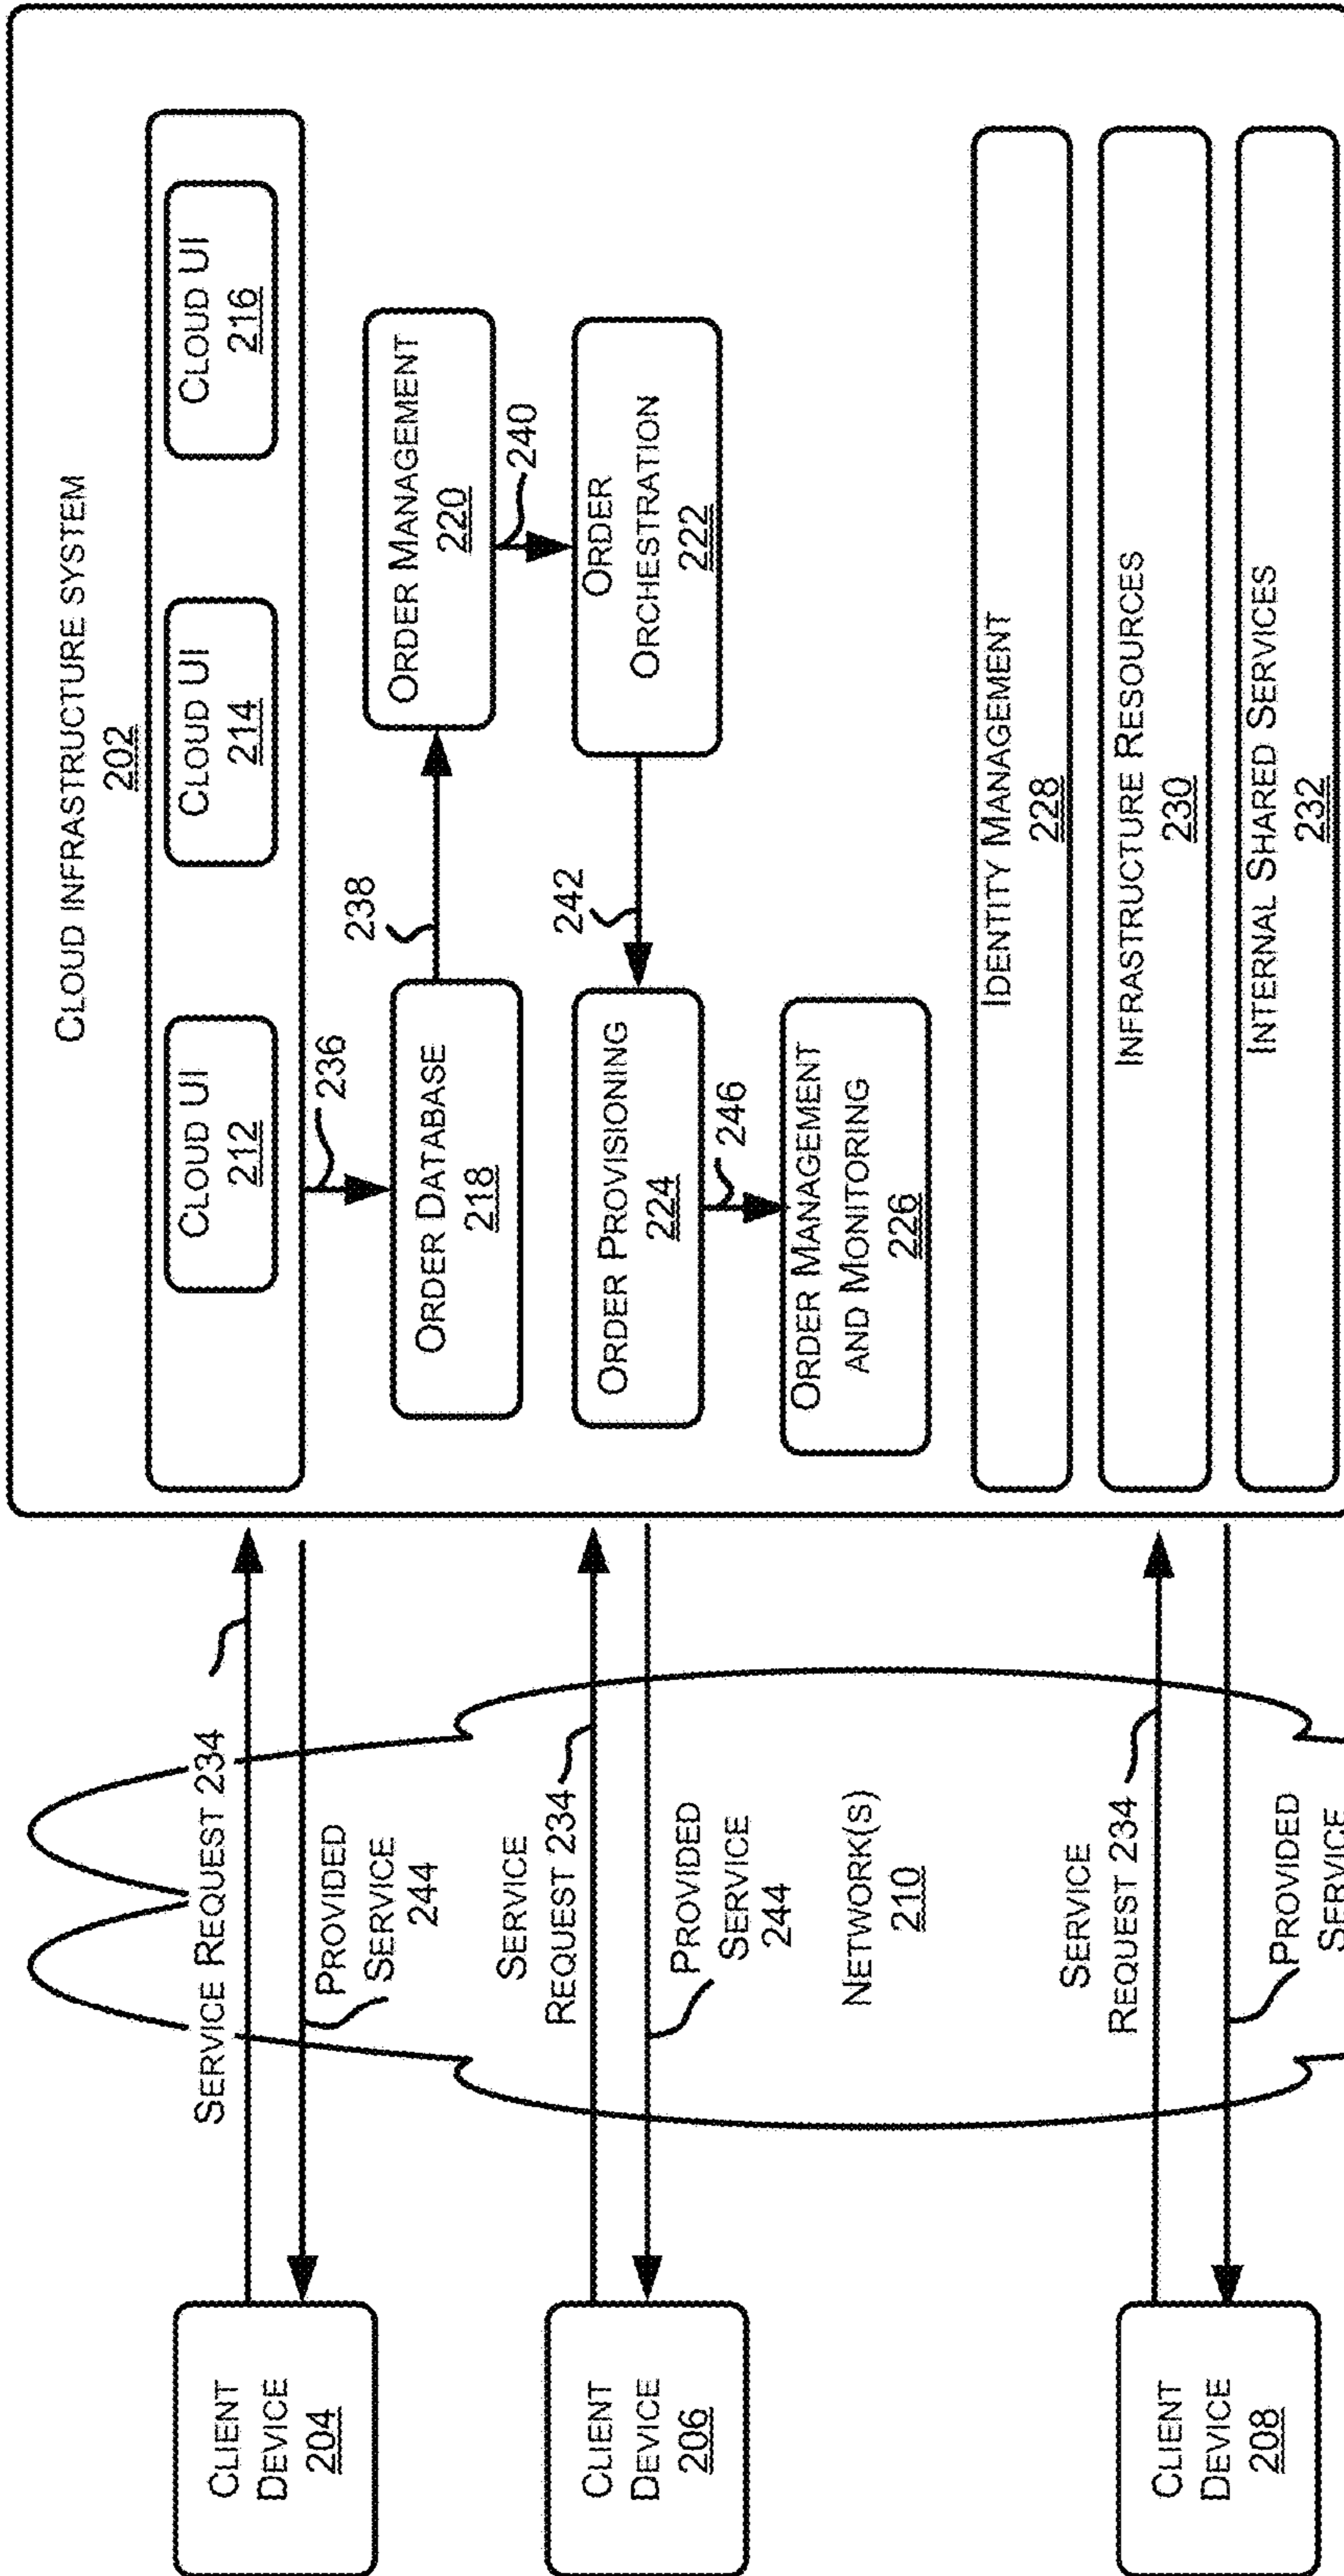 CLOUD INFRASTRUCTURE SYSTEM
202
CLOUD UI
212
CLOUD UI
214
CLOUD UI
216
236
ORDER DATABASE
218
238
ORDER MANAGEMENT
220
240
ORDER
ORCHESTRATION
222
242
ORDER PROVISIONING
224
246
ORDER MANAGEMENT
AND MONITORING
226
IDENTITY MANAGEMENT
228
INFRASTRUCTURE RESOURCES
230
INTERNAL SHARED SERVICES
232
SERVICE REQUEST 234
PROVIDED
SERVICE
244
SERVICE
REQUEST 234
PROVIDED
SERVICE
244
NETWORK(S)
210
SERVICE
REQUEST 234
PROVIDED
SERVICE
CLIENT
DEVICE
204
CLIENT
DEVICE
206
CLIENT
DEVICE
208